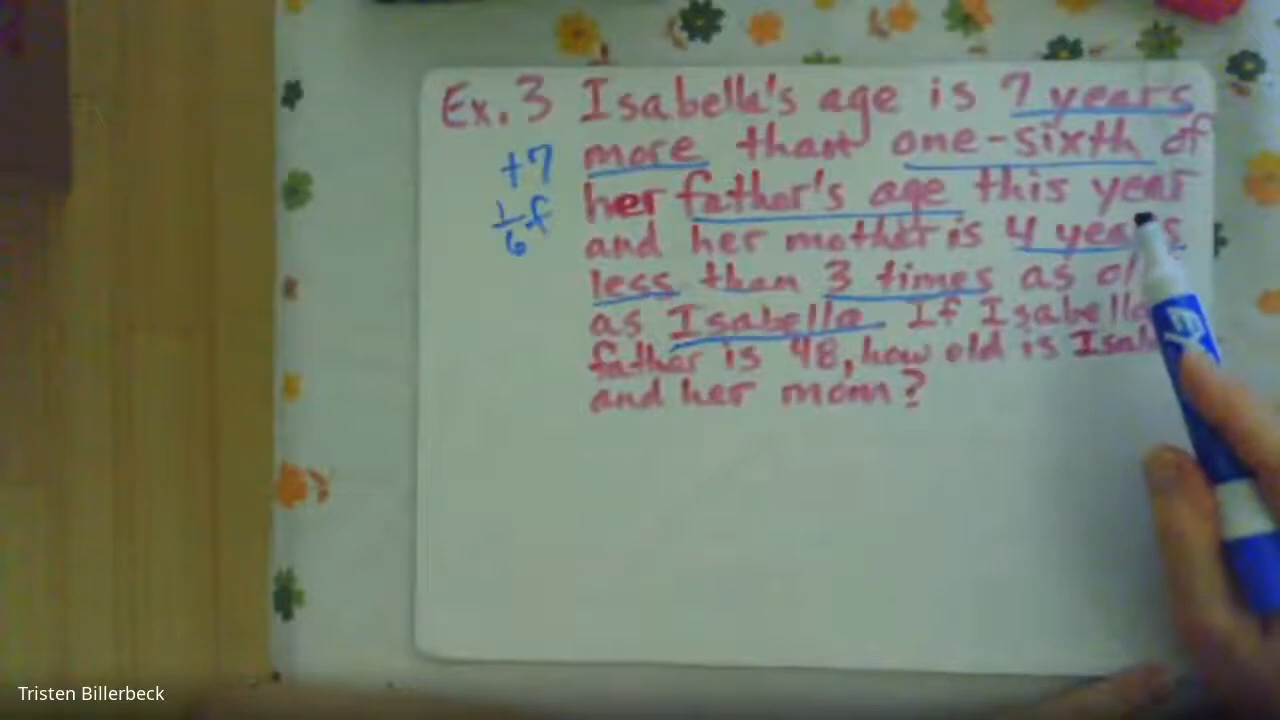 Ex. 3 Isabella's age is 7 years
+7 more than one-sixth of
1/6 f her father's age this year
and her mother is 4 years
less than 3 times as
as Isabella. If Isabella
father is 48, how old is
and her mom?
EX
Tristen Billerbeck